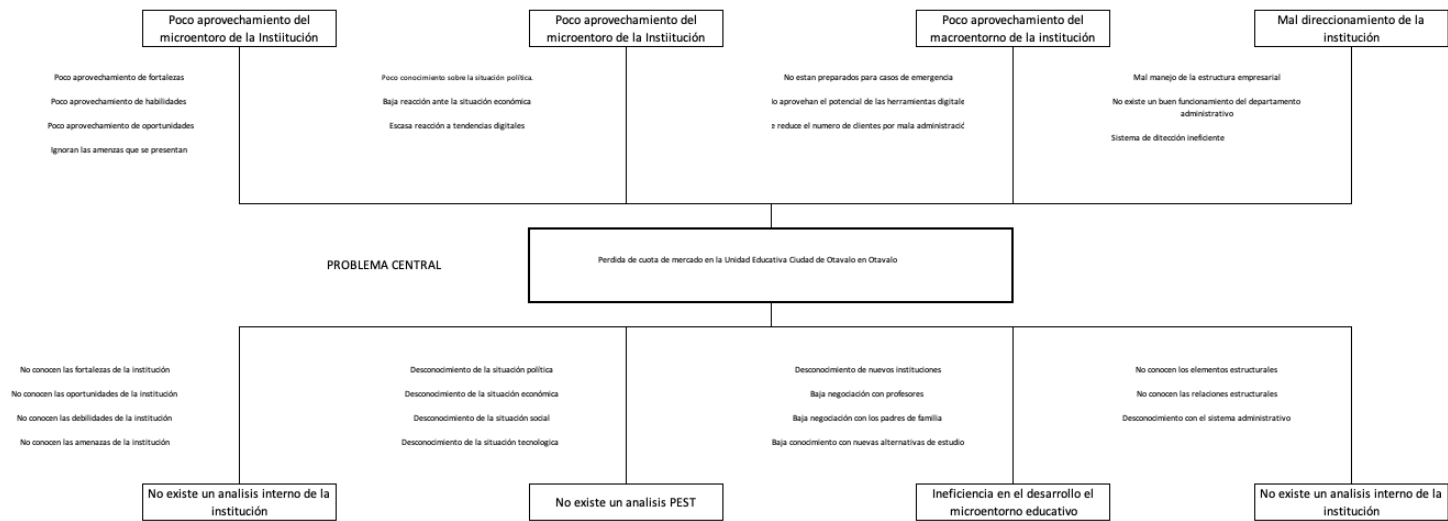 Poco aprovechamiento del
microentoro de la Instiitución
Poco aprovechamiento del
microentoro de la Instiitución
Poco aprovechamiento del
macroentorno de la institución
Mal direccionamiento de la
institución
Poco aprovechamiento de fortalezas
Poco aprovechamiento de habilidades
Poco aprovechamiento de oportunidades
Ignoran las amenzas que se presentan
Poco conocimiento sobre la situación política.
Baja reacción ante la situación económica
Escasa reacción a tendencias digitales
No estan preparados para casos de emergencia
lo aprovehan el potencial de las herramientas digitale
e reduce el numero de clientes por mala administració
Mal manejo de la estructura empresarial
No existe un buen funcionamiento del departamento
administrativo
Sistema de ditección ineficiente
PROBLEMA CENTRAL
Perdida de cuota de mercado en la Unidad Educativa Ciudad de Otavalo en Otavalo
No conocen las fortalezas de la institución
No conocen las oportunidades de la institución
No conocen las debilidades de la institución
No conocen las amenazas de la institución
Desconocimiento de la situación política
Desconocimiento de la situación económica
Desconocimiento de la situación social
Desconocimiento de la situación tecnologica
Desconocimiento de nuevos instituciones
Baja negociación con profesores
Baja negociación con los padres de familia
Baja conocimiento con nuevas alternativas de estudio
No conocen los elementos estructurales
No conocen las relaciones estructurales
Desconocimiento con el sistema administrativo
No existe un analisis interno de la
institución
No existe un analisis PEST
Ineficiencia en el desarrollo el
microentorno educativo
No existe un analisis interno de la
institución